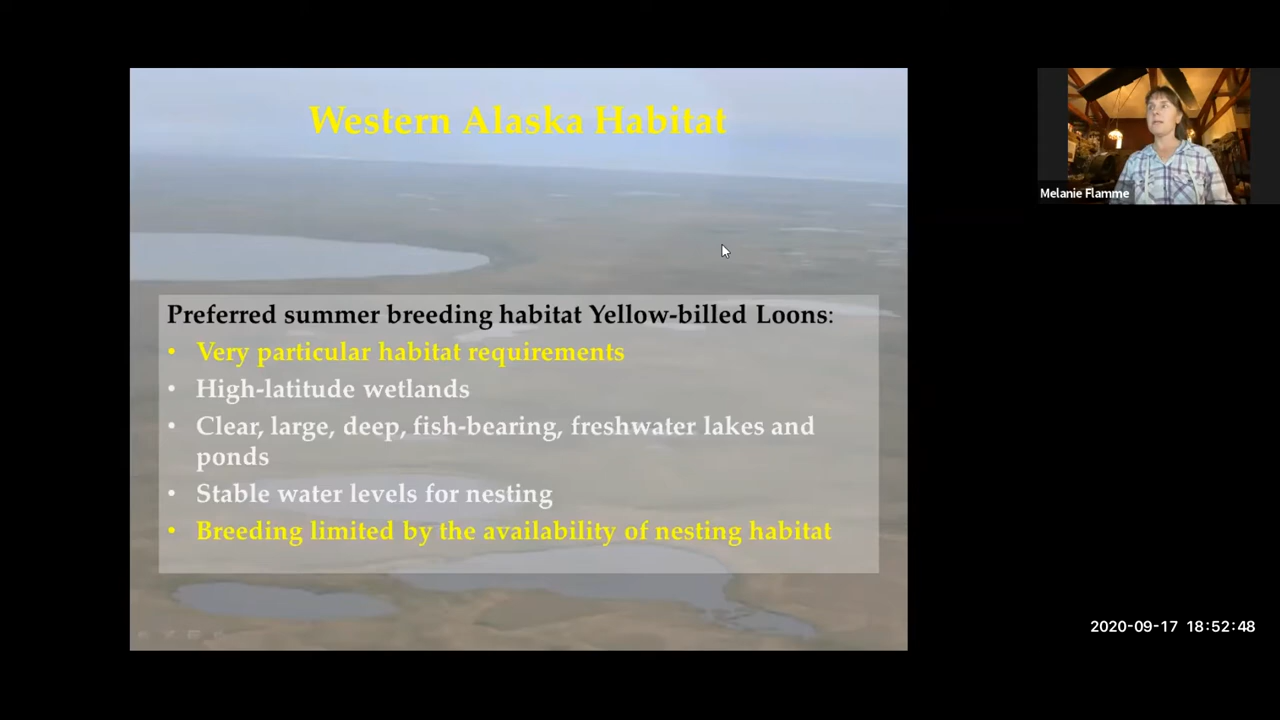 Western Alaska Habitat
Melanie Flamme
Preferred summer breeding habitat Yellow-billed Loons:
• Very particular habitat requirements
• High-latitude wetlands
• Clear, large, deep, fish-bearing, freshwater lakes and
ponds
• Stable water levels for nesting
• Breeding limited by the availability of nesting habitat
2020-09-17 18:52:48